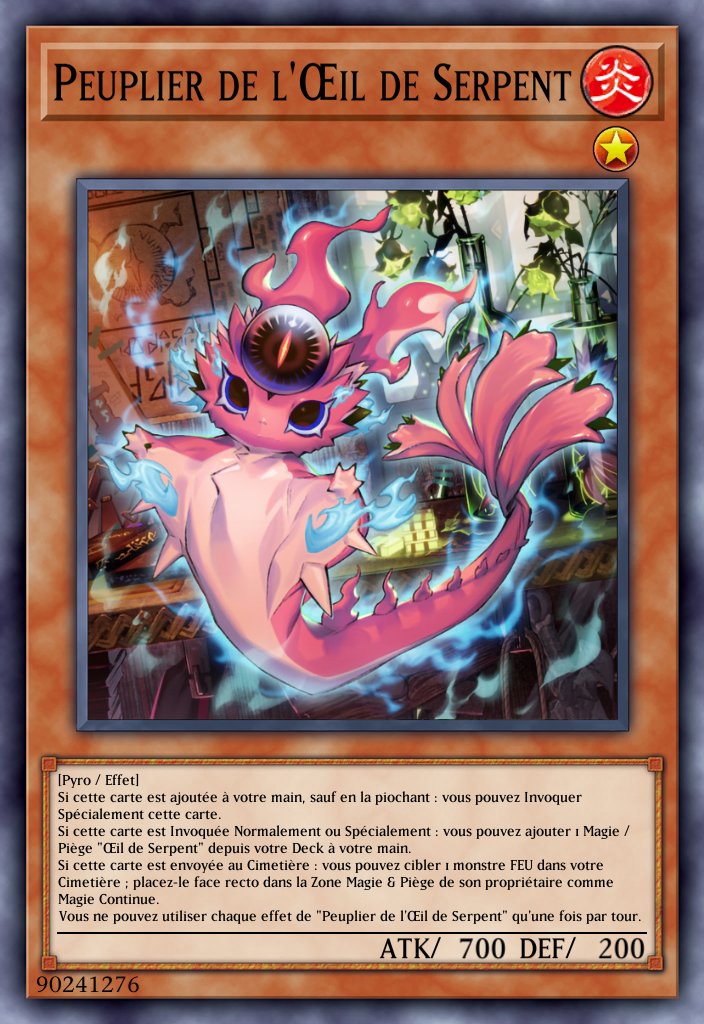 Peuplier de l'Œil de Serpent
炎
[Pyro / Effet]
Si cette carte est ajoutée à votre main, sauf en la piochant : vous pouvez Invoquer
Spécialement cette carte.
Si cette carte est Invoquée Normalement ou Spécialement : vous pouvez ajouter 1 Magie /
Piège "Œil de Serpent" depuis votre Deck à votre main.
Si cette carte est envoyée au Cimetière : vous pouvez cibler 1 monstre FEU dans votre
Cimetière ; placez-le face recto dans la Zone Magie & Piège de son propriétaire comme
Magie Continue.
Vous ne pouvez utiliser chaque effet de "Peuplier de l'Œil de Serpent" qu'une fois par tour.
ATK/ 700 DEF/ 200
90241276